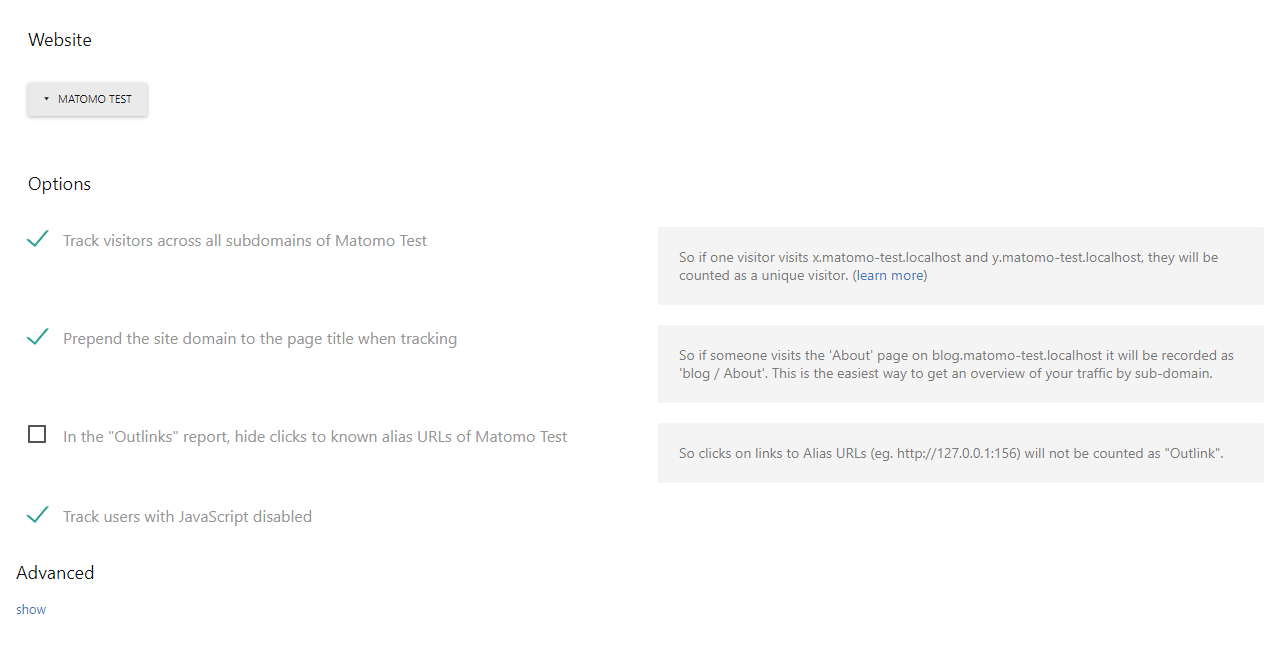 Website
MATOMO TEST
Options
Track visitors across all subdomains of Matomo Test
So if one visitor visits x.matomo-test.localhost and y.matomo-test.localhost, they will be
counted as a unique visitor. (learn more)
Prepend the site domain to the page title when tracking
So if someone visits the 'About' page on blog.matomo-test.localhost it will be recorded as
'blog / About'. This is the easiest way to get an overview of your traffic by sub-domain.
In the "Outlinks" report, hide clicks to known alias URLs of Matomo Test
So clicks on links to Alias URLs (eg. http://127.0.0.1:156) will not be counted as "Outlink".
Track users with JavaScript disabled
Advanced
show